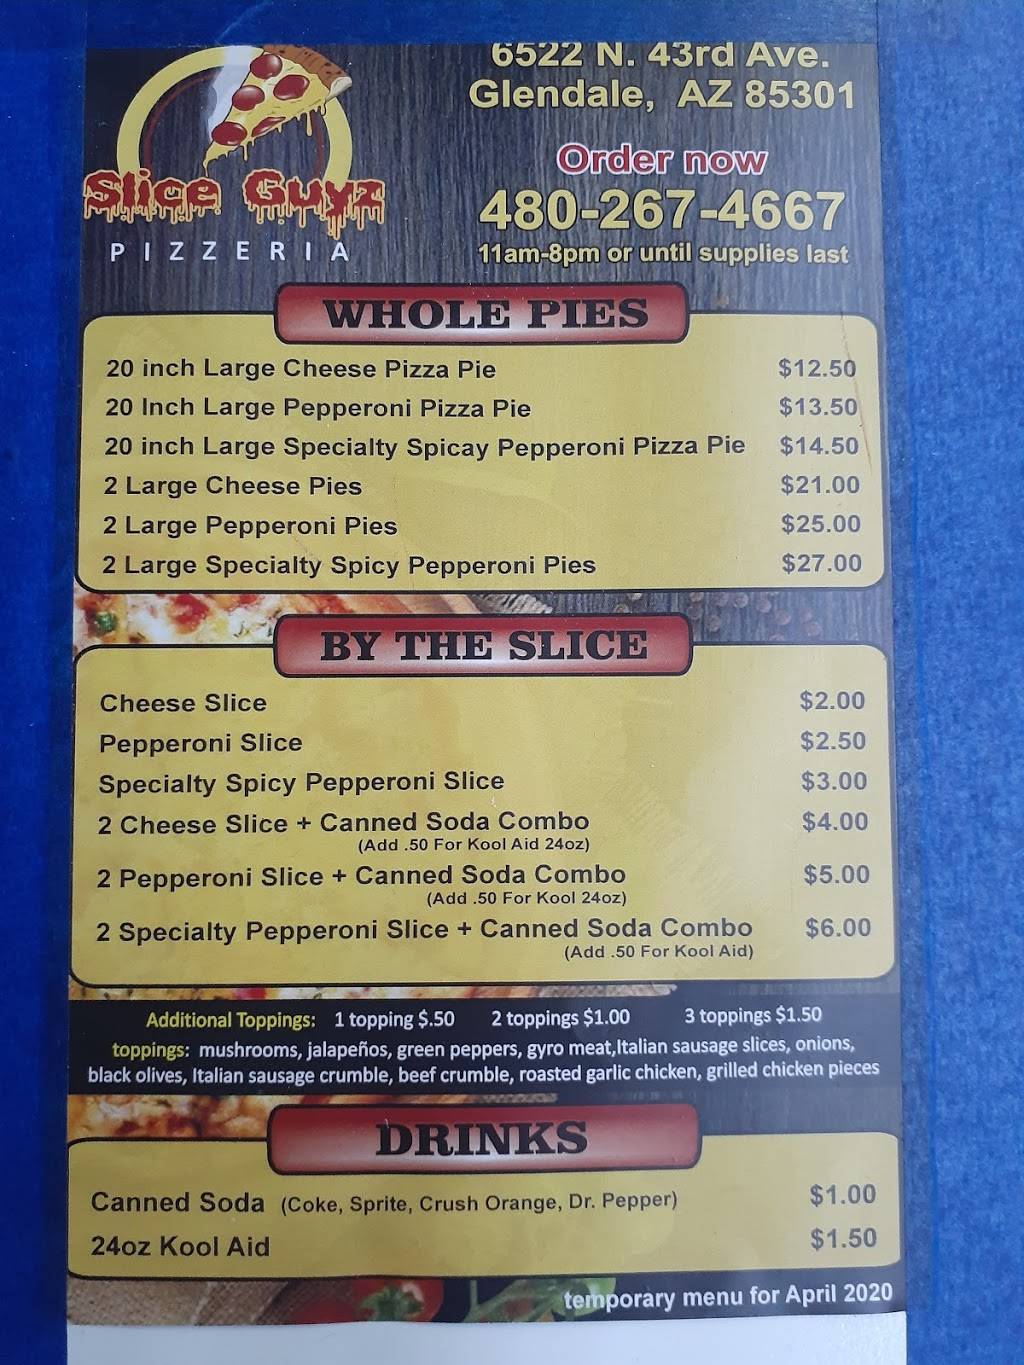 6522 N. 43rd Ave.
Glendale, AZ 85301
Order now
480-267-4667
11am-8pm or until supplies last
Slice Guyz
PIZZERIA
WHOLE PIES
20 inch Large Cheese Pizza Pie $12.50
20 Inch Large Pepperoni Pizza Pie $13.50
20 inch Large Specialty Spicay Pepperoni Pizza Pie $14.50
2 Large Cheese Pies $21.00
2 Large Pepperoni Pies $25.00
2 Large Specialty Spicy Pepperoni Pies $27.00
BY THE SLICE
Cheese Slice $2.00
Pepperoni Slice $2.50
Specialty Spicy Pepperoni Slice $3.00
2 Cheese Slice + Canned Soda Combo $4.00
(Add .50 For Kool Aid 24oz)
2 Pepperoni Slice + Canned Soda Combo $5.00
(Add .50 For Kool 24oz)
2 Specialty Pepperoni Slice + Canned Soda Combo $6.00
(Add .50 For Kool Aid)
Additional Toppings: 1 topping $.50 2 toppings $1.00 3 toppings $1.50
toppings: mushrooms, jalapeños, green peppers, gyro meat,Italian sausage slices, onions,
black olives, Italian sausage crumble, beef crumble, roasted garlic chicken, grilled chicken pieces
DRINKS
Canned Soda (Coke, Sprite, Crush Orange, Dr. Pepper) $1.00
24oz Kool Aid $1.50
temporary menu for April 2020